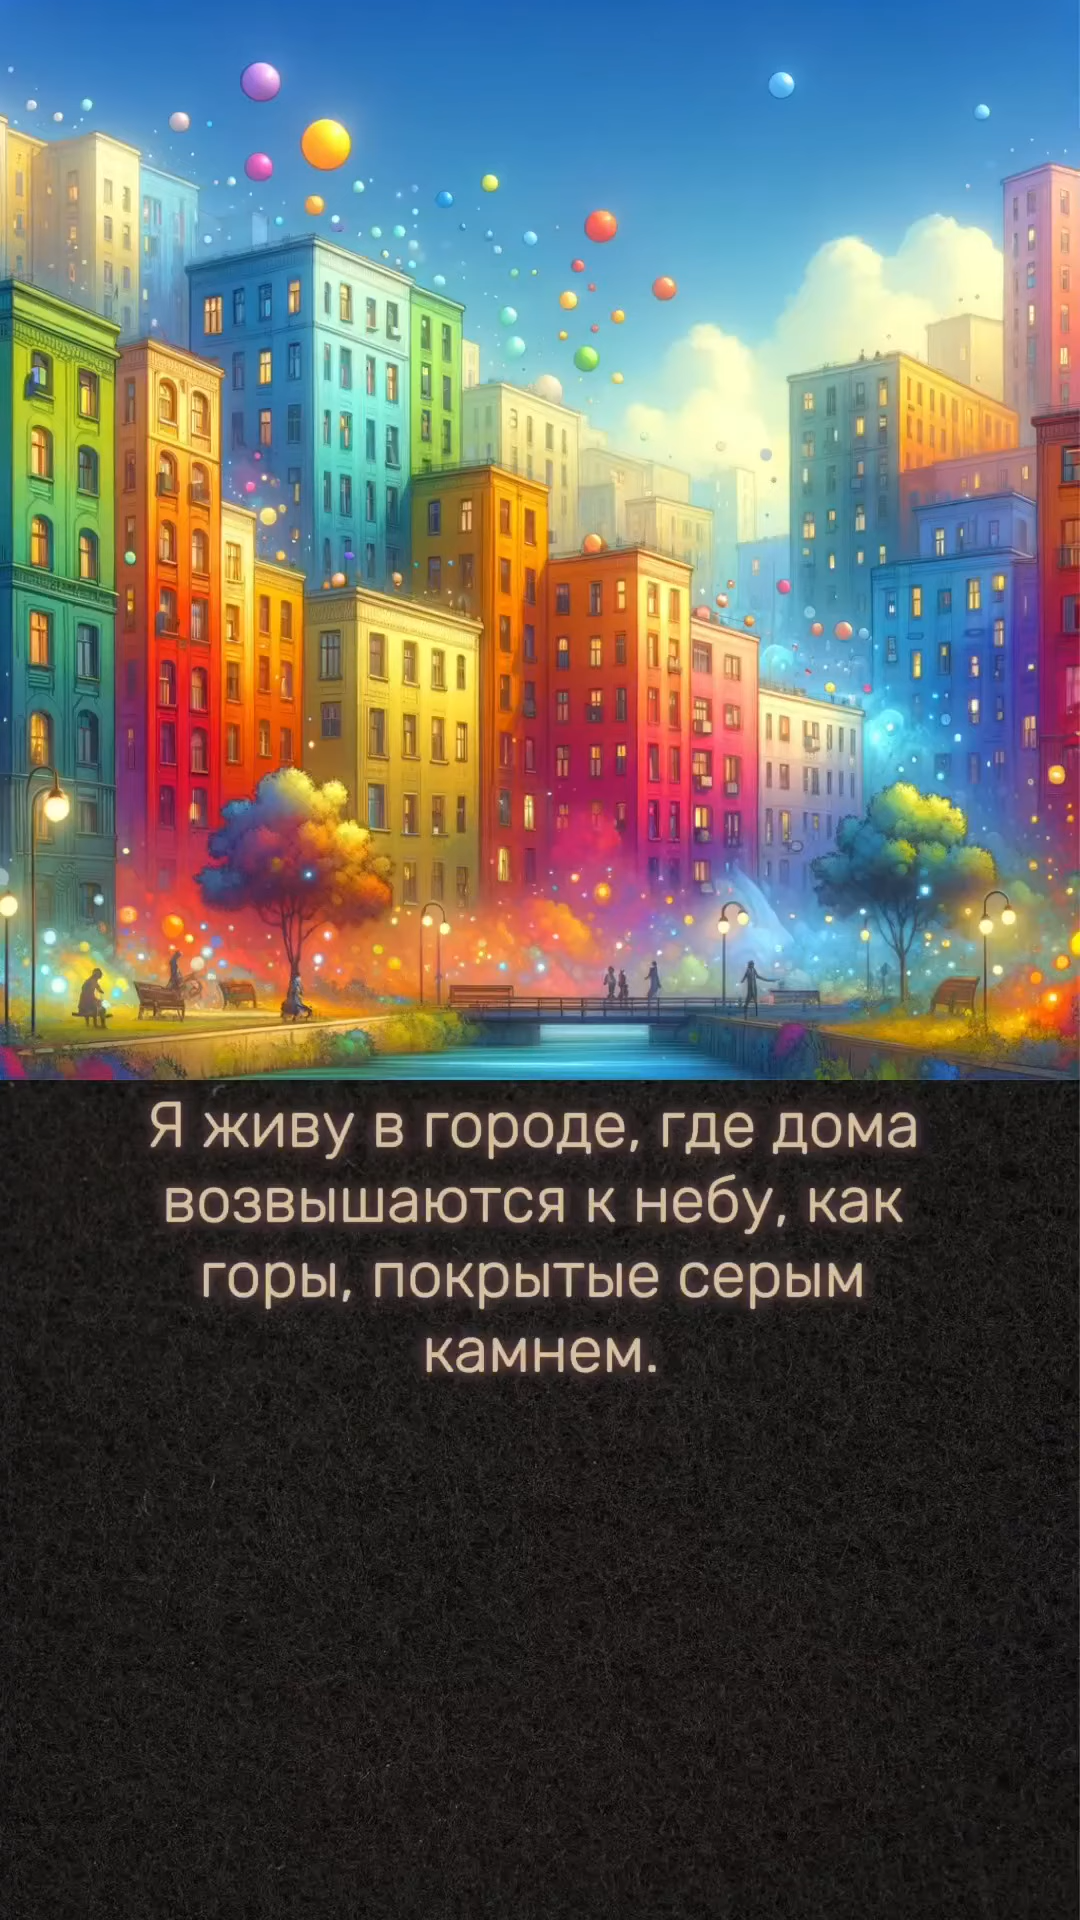 Я живу в городе, где дома
возвышаются к небу, как
горы, покрытые серым
камнем.